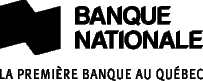 BANQUE
NATIONALE
LA PREMIÈRE BANQUE AU QUÉBEC